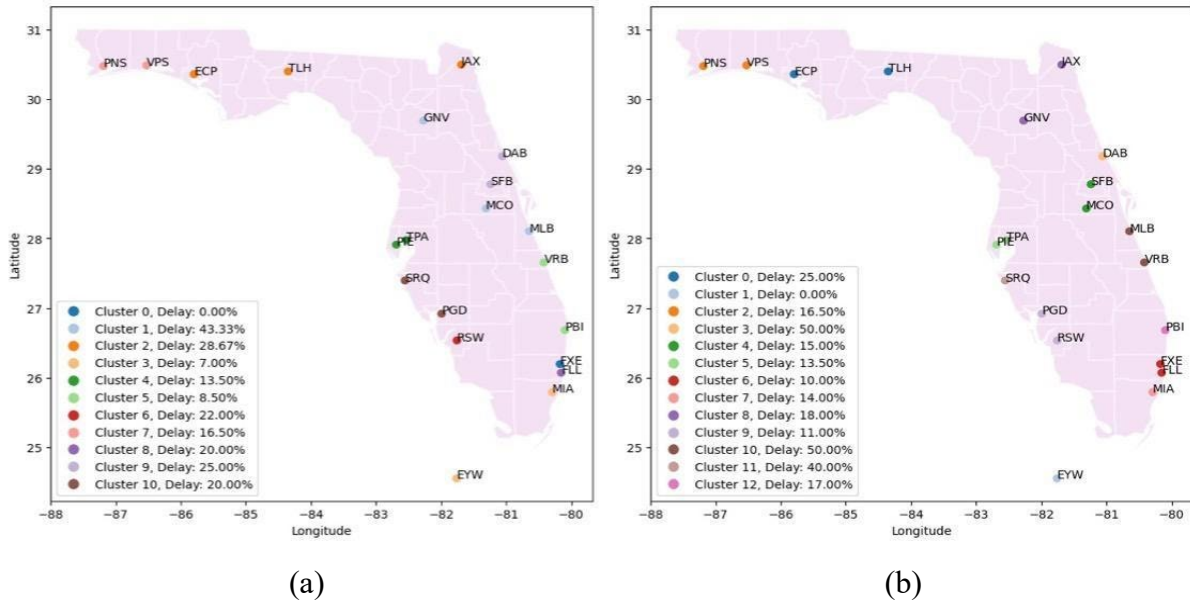 31
30
29
28
27
26
25
Latitude
PNS
VPS
ECP
TLH
JAX
GNV
DAB
SFB
MCO
MLB
TPA
PIE
VRB
SRQ
PGD
RSW
PBI
FXE
FLL
MIA
EYW
Cluster 0, Delay: 0.00%
Cluster 1, Delay: 43.33%
Cluster 2, Delay: 28.67%
Cluster 3, Delay: 7.00%
Cluster 4, Delay: 13.50%
Cluster 5, Delay: 8.50%
Cluster 6, Delay: 22.00%
Cluster 7, Delay: 16.50%
Cluster 8, Delay: 20.00%
Cluster 9, Delay: 25.00%
Cluster 10, Delay: 20.00%
−88 −87 −86 −85 −84 −83 −82 −81 −80
Longitude
(a)
31
30
29
28
27
26
25
Latitude
PNS
VPS
ECP
TLH
JAX
GNV
DAB
SFB
MCO
MLB
TPA
PIE
VRB
SRQ
PGD
RSW
PBI
FXE
FLL
MIA
EYW
Cluster 0, Delay: 25.00%
Cluster 1, Delay: 0.00%
Cluster 2, Delay: 16.50%
Cluster 3, Delay: 50.00%
Cluster 4, Delay: 15.00%
Cluster 5, Delay: 13.50%
Cluster 6, Delay: 10.00%
Cluster 7, Delay: 14.00%
Cluster 8, Delay: 18.00%
Cluster 9, Delay: 11.00%
Cluster 10, Delay: 50.00%
Cluster 11, Delay: 40.00%
Cluster 12, Delay: 17.00%
−88 −87 −86 −85 −84 −83 −82 −81 −80
Longitude
(b)